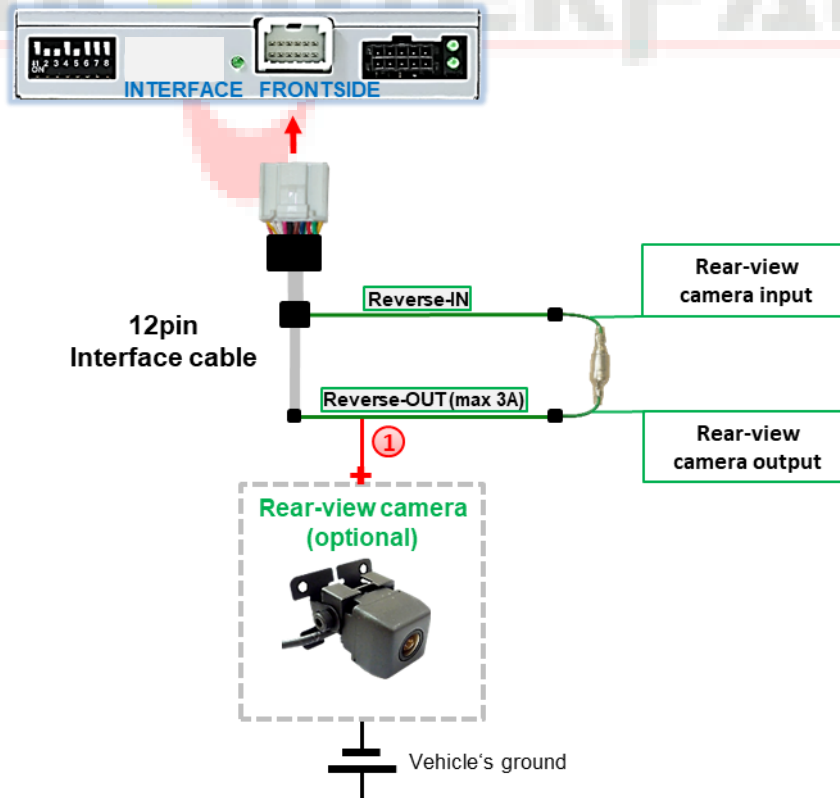 1 2 3 4 5 6 7 8
ON
INTERFACE FRONTSIDE
Reverse-IN
Rear-view
camera input
12pin
Interface cable
Reverse-OUT(max 3A)
1
Rear-view
camera output
Rear-view camera
(optional)
Vehicle's ground